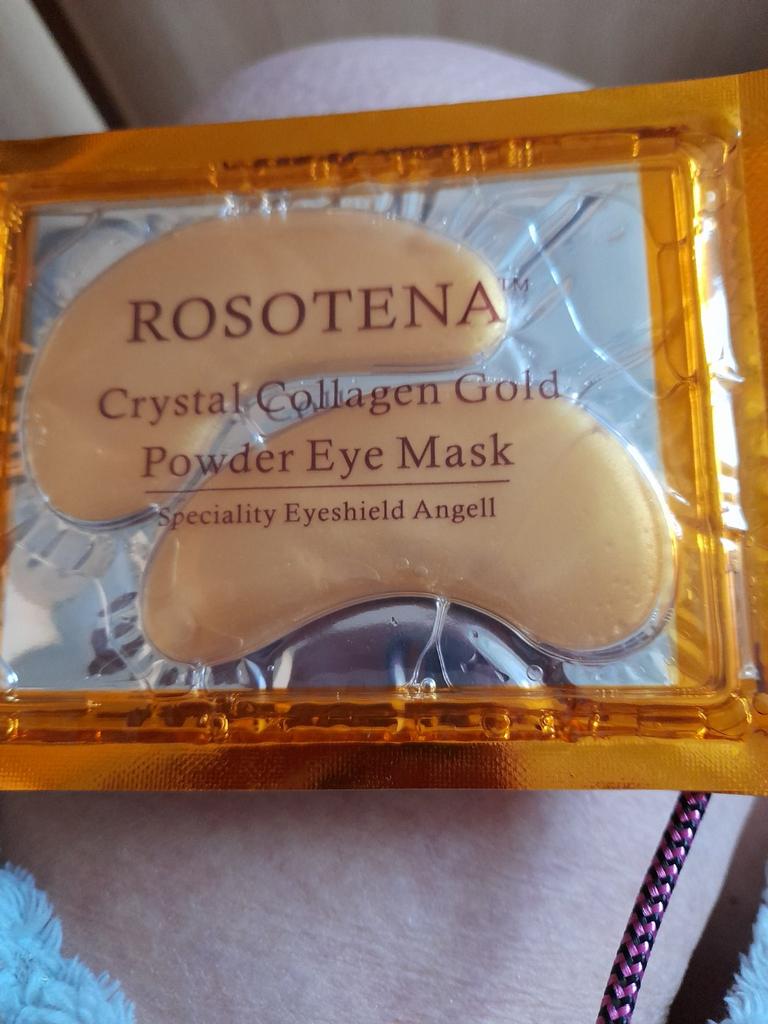 ROSOTENA™
Crystal Collagen Gold
Powder Eye Mask
Speciality Eyeshield Angell